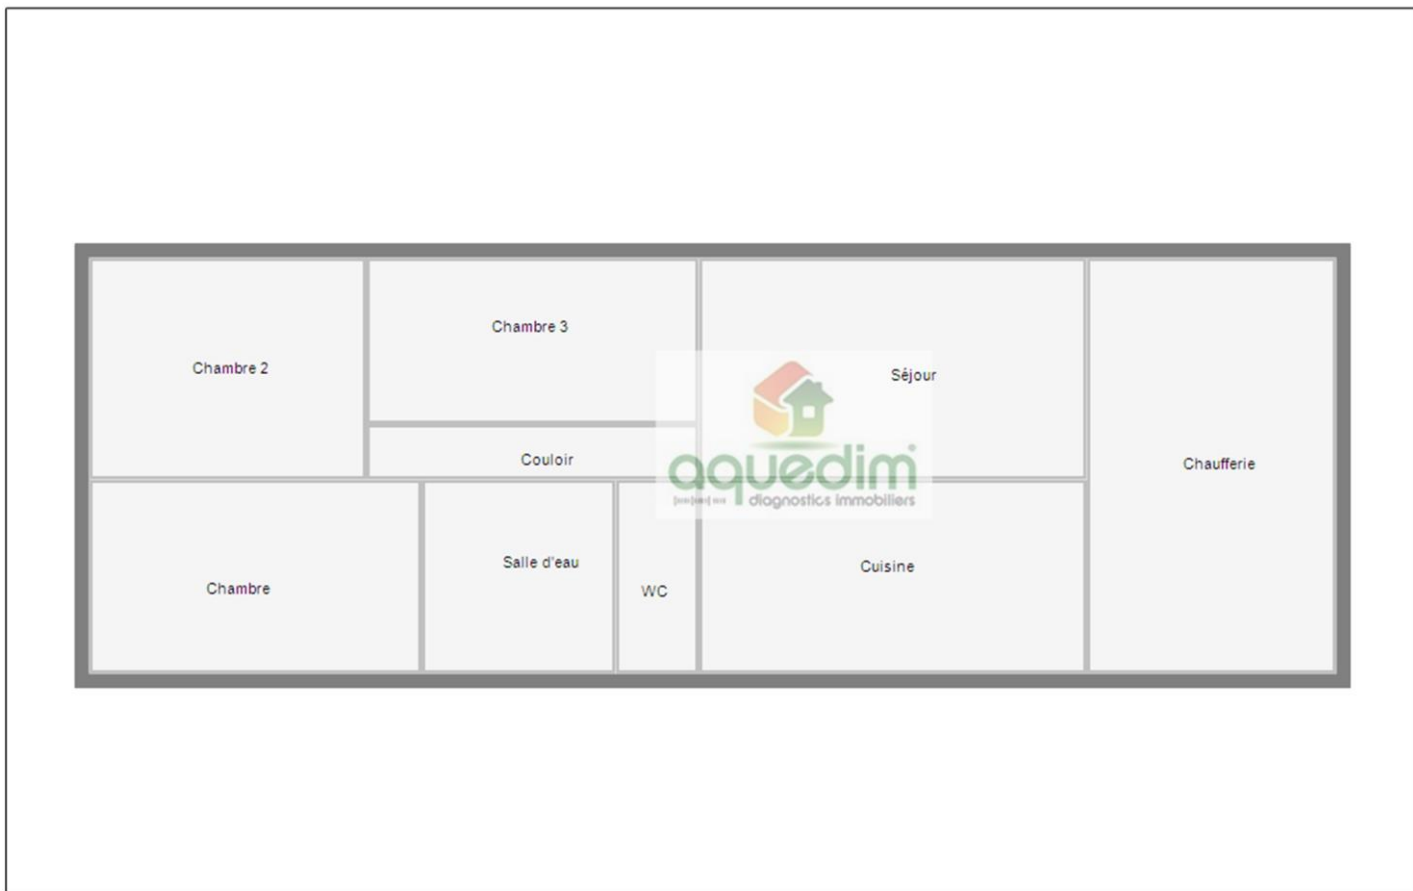 Chambre 3
Chambre 2
Séjour
Couloir
Chaufferie
aquedim
diagnostics immobiliers
Salle d'eau
Cuisine
Chambre
WC